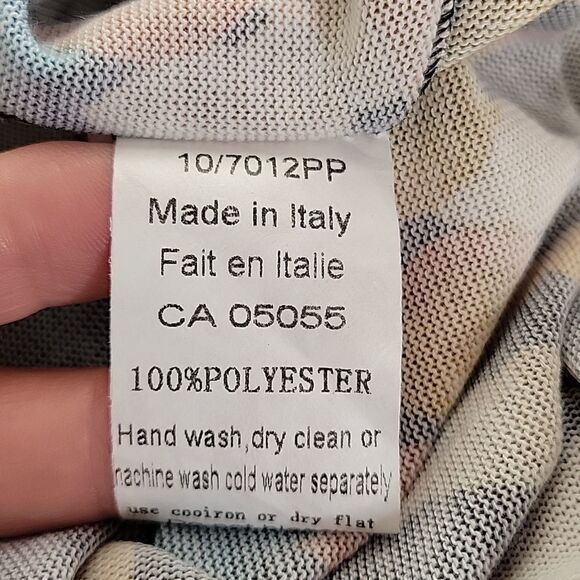 10/7012PP
Made in Italy
Fait en Italie
CA 05055
100%POLYESTER
Hand wash,dry clean or
machine wash cold water separately
use cooiron or dry flat